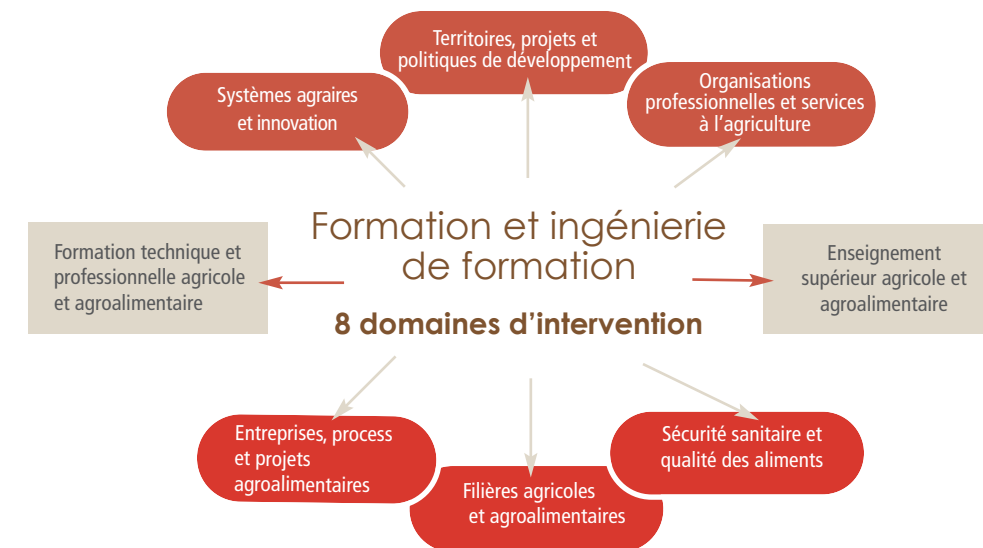 Territoires, projets et
politiques de développement
Systèmes agraires
et innovation
Organisations
professionnelles et services
à l'agriculture
Formation et ingénierie
de formation
8 domaines d'intervention
Formation technique et
professionnelle agricole
et agroalimentaire
Enseignement
supérieur agricole et
agroalimentaire
Entreprises, process
et projets
agroalimentaires
Filières agricoles
et agroalimentaires
Sécurité sanitaire et
qualité des aliments